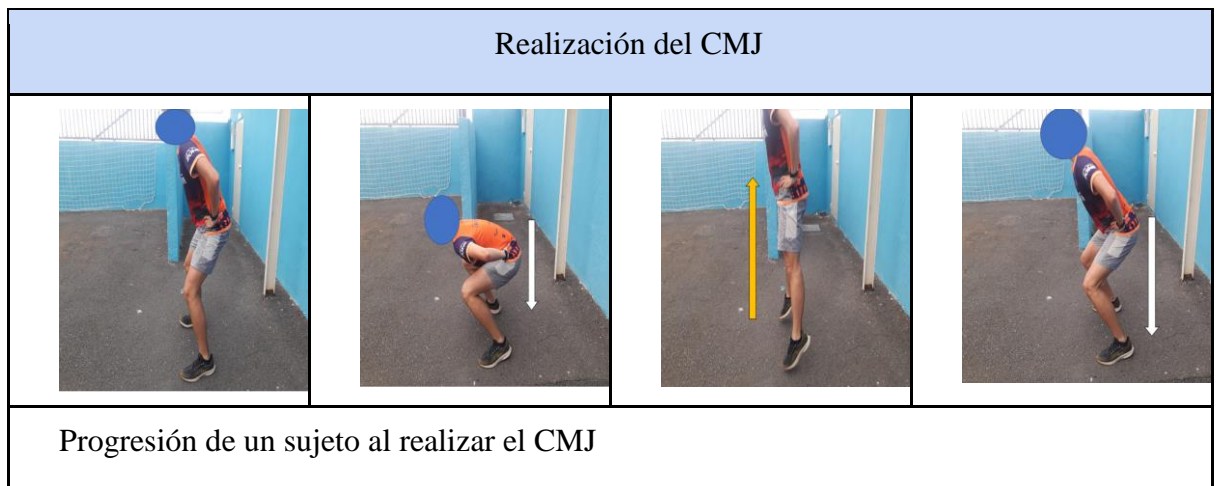 Realización del CMJ
Progresión de un sujeto al realizar el CMJ